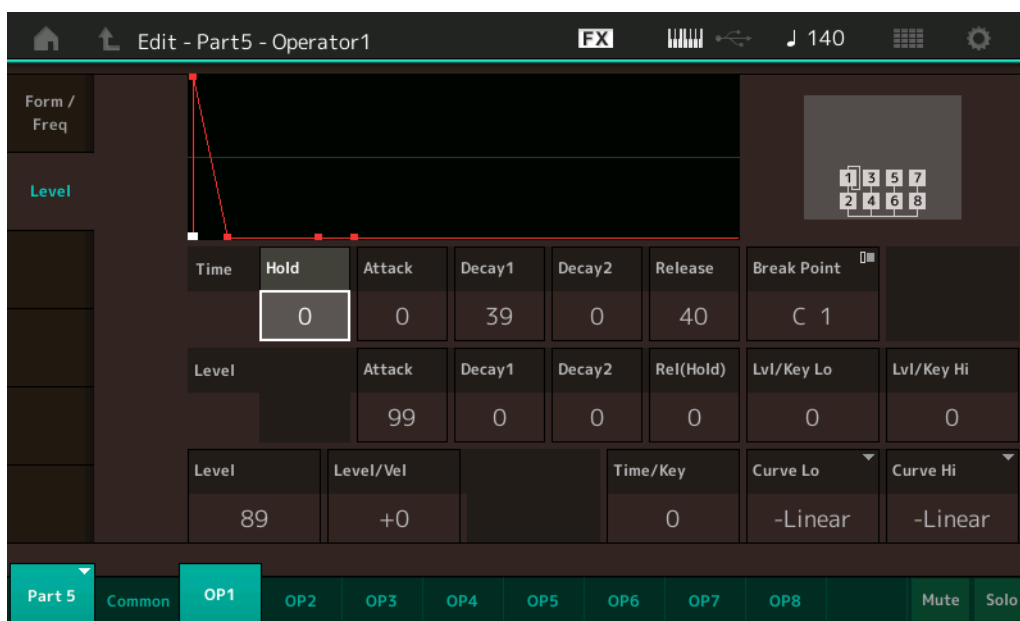 Edit - Part5 - Operator1 FX ♩ 140
Form /
Freq
Level
1 3 5 7
2 4 6 8
Time Hold Attack Decay1 Decay2 Release Break Point
0 0 39 0 40 C 1
Level Attack Decay1 Decay2 Rel(Hold) Lvl/Key Lo Lvl/Key Hi
99 0 0 0 0 0
Level Level/Vel Time/Key Curve Lo Curve Hi
89 +0 0 -Linear -Linear
Part 5 Common OP1 OP2 OP3 OP4 OP5 OP6 OP7 OP8 Mute Solo